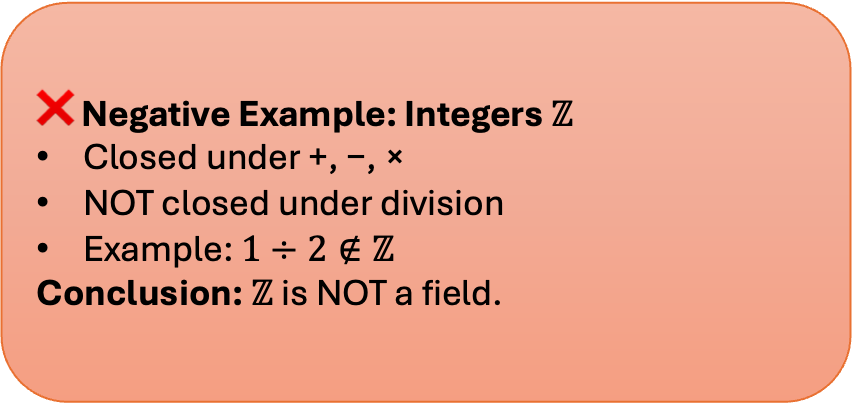 ❌ Negative Example: Integers ℤ
• Closed under +, −, ×
• NOT closed under division
• Example: 1 ÷ 2 ∉ ℤ
Conclusion: ℤ is NOT a field.